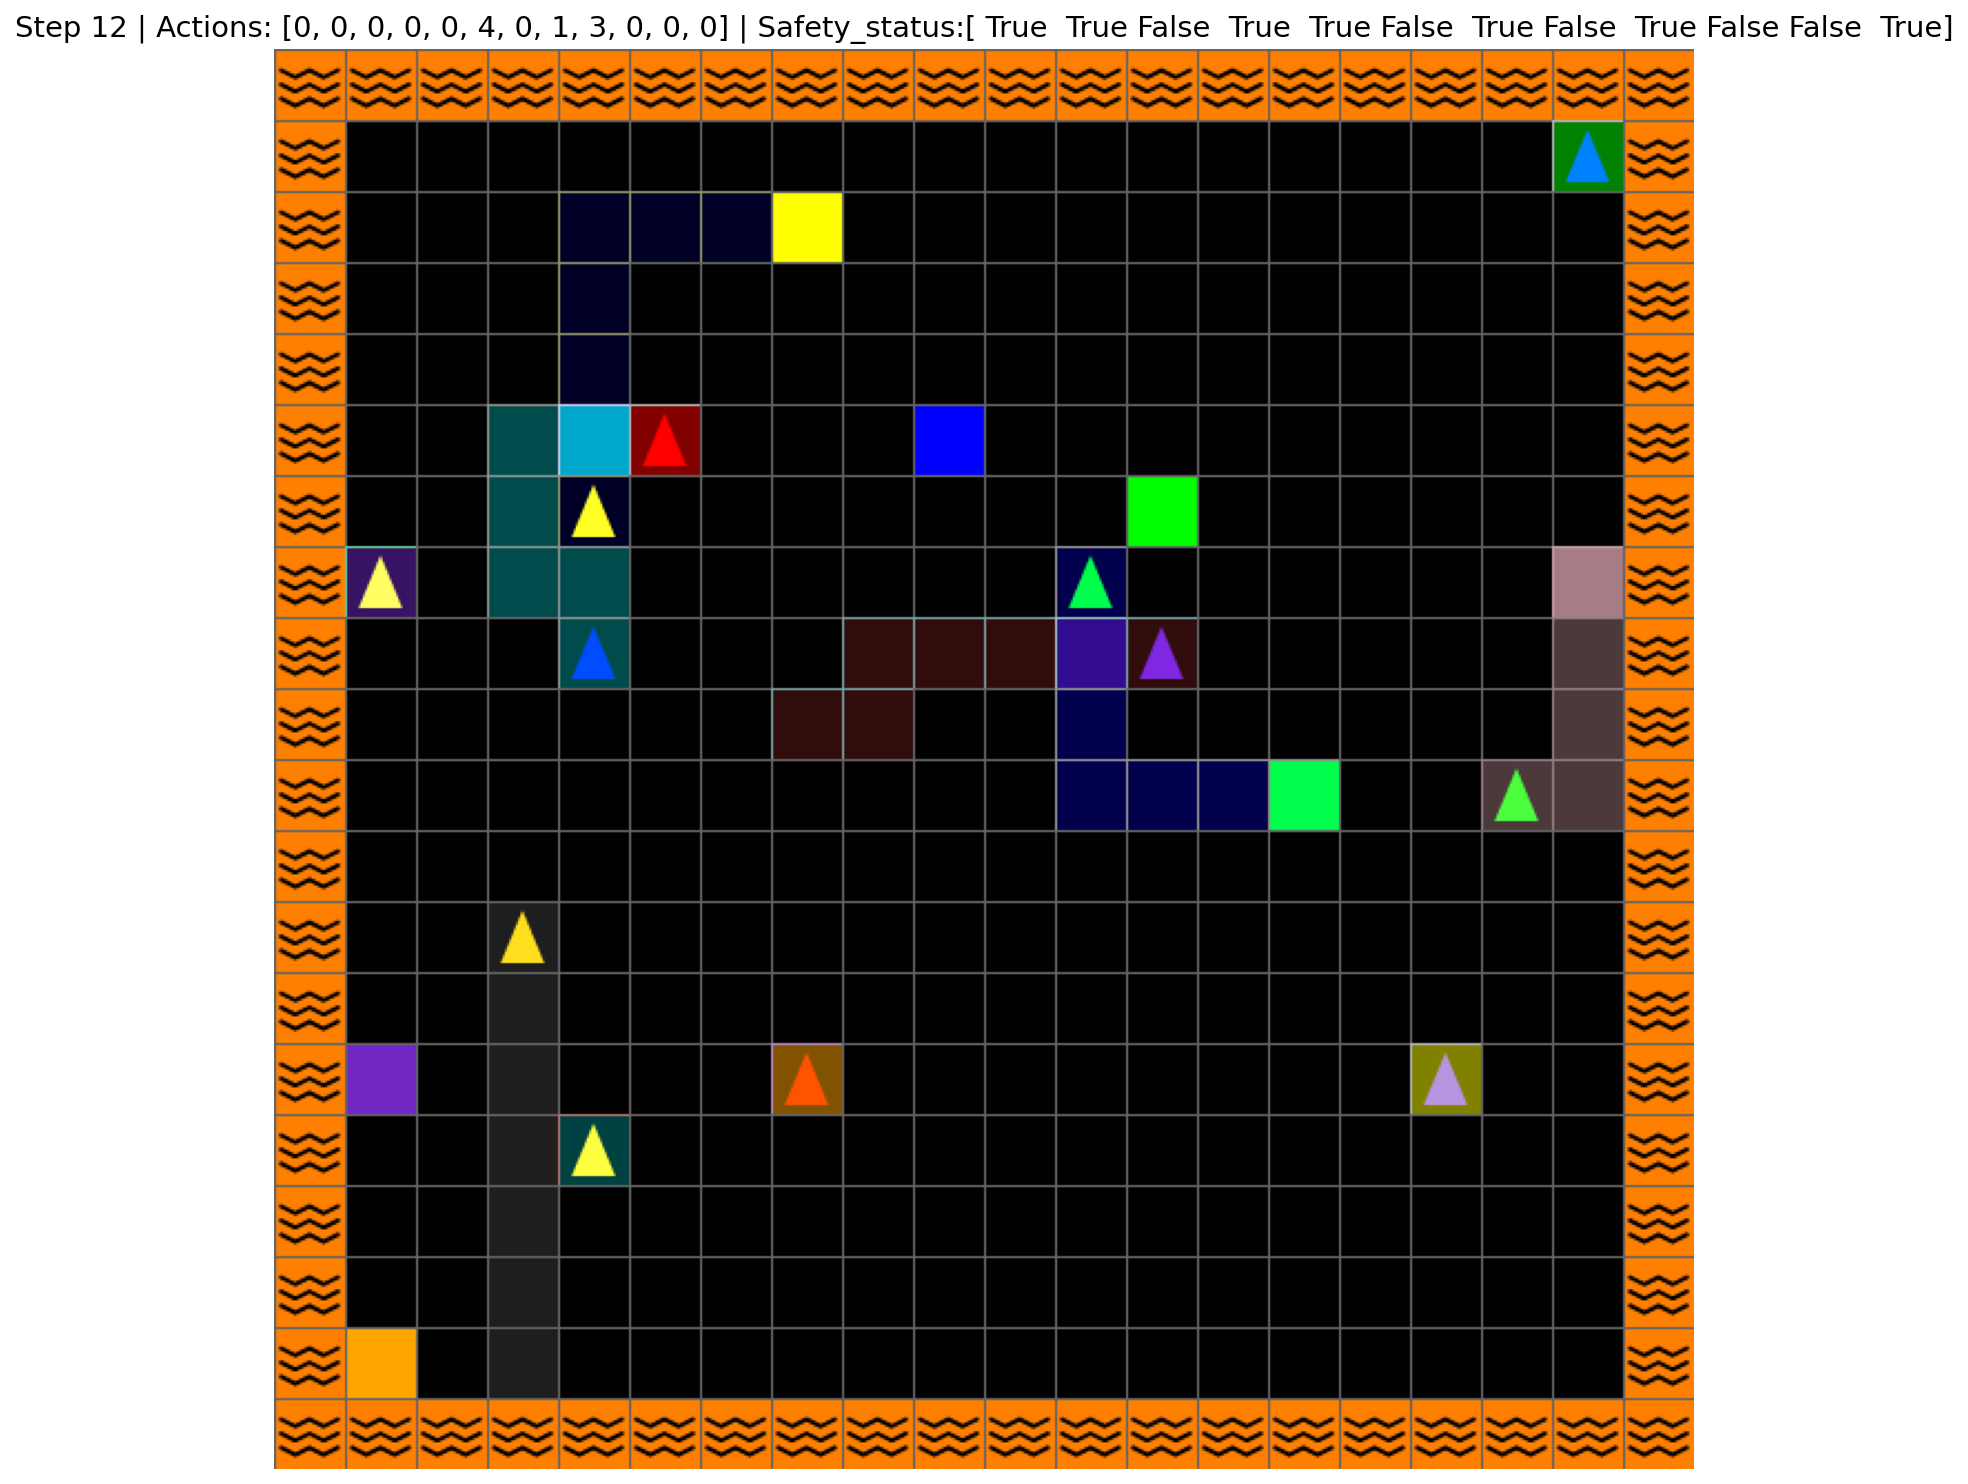 Step 12 | Actions: [0, 0, 0, 0, 0, 4, 0, 1, 3, 0, 0, 0] | Safety_status:[ True  True False  True  True False  True False  True False False  True]